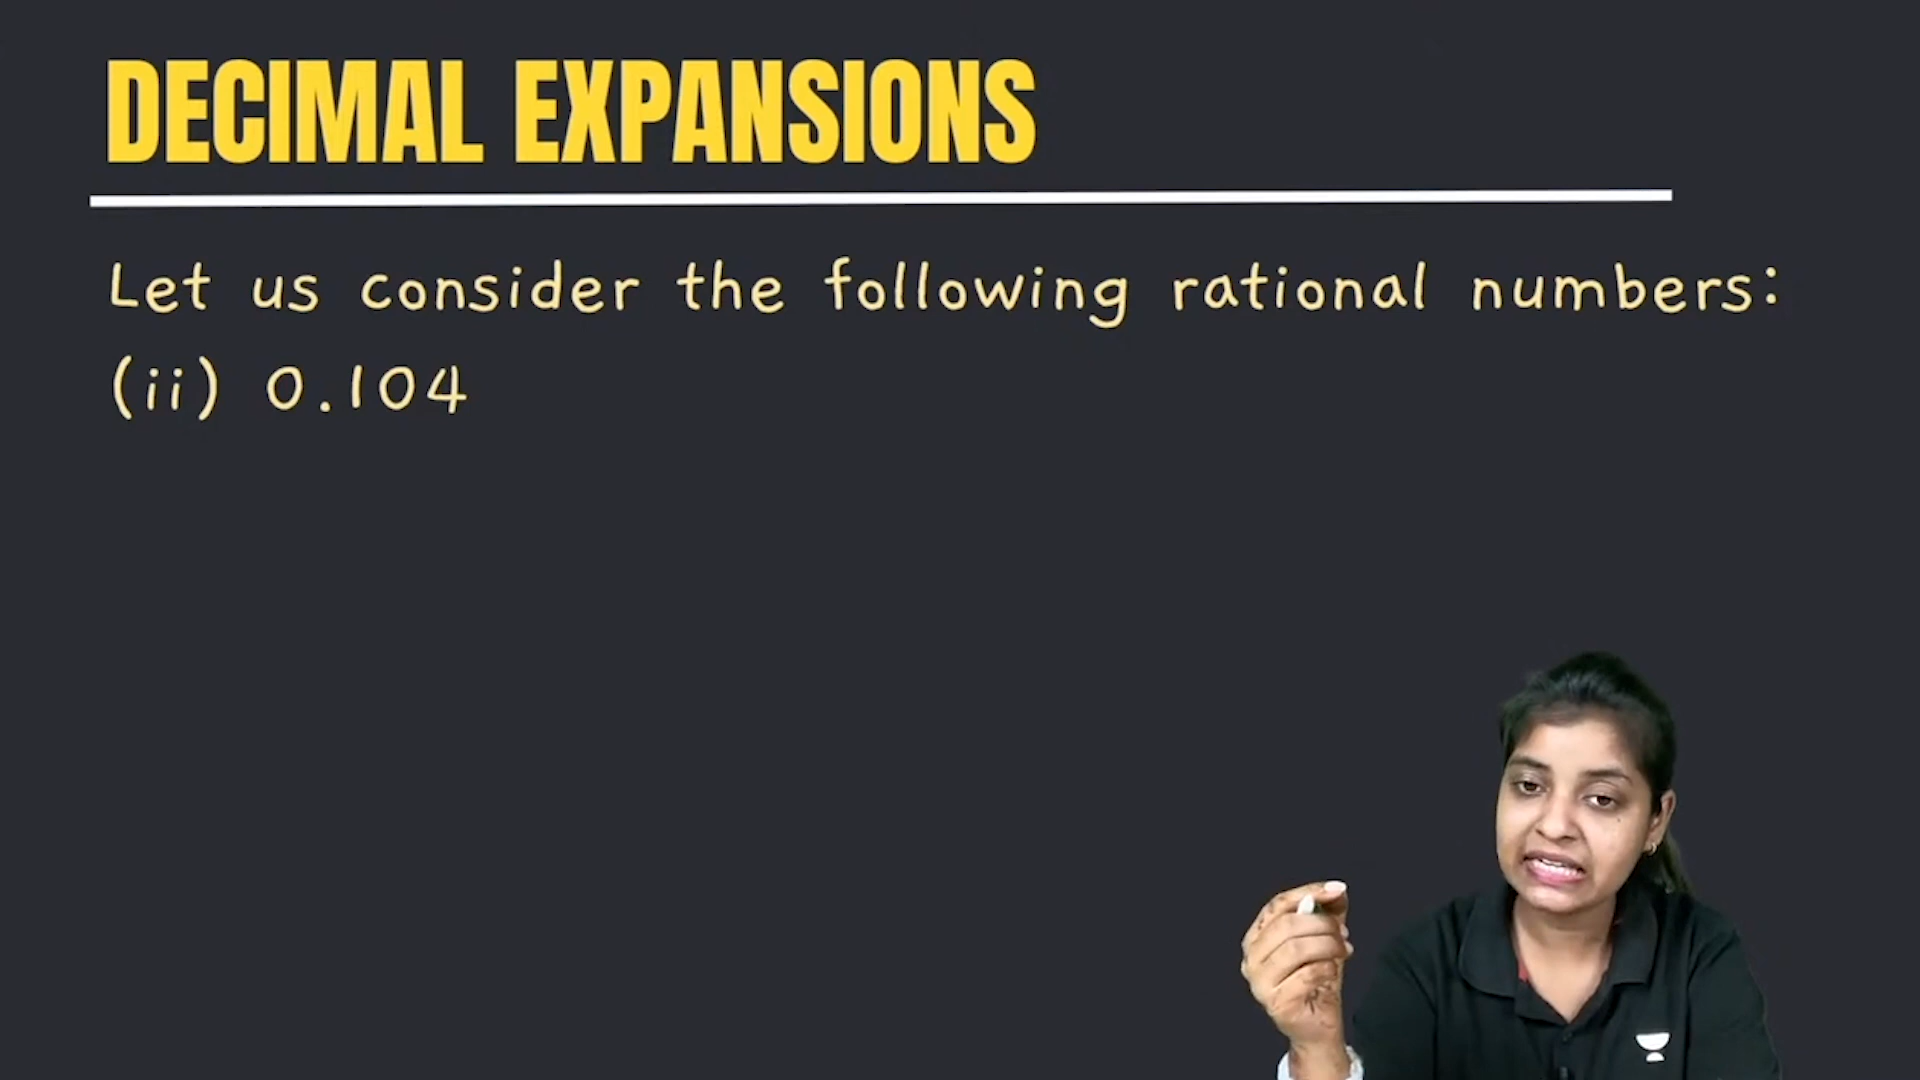 DECIMAL EXPANSIONS
Let us consider the following rational numbers:
(ii) 0.104